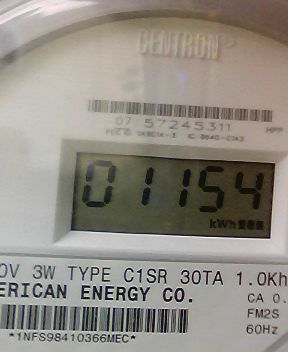 CENTRON®
07 57245311
HPP
01154
kWh
0V 3W TYPE C1SR 30TA 1.0Kh
ERICAN ENERGY CO.
CA 0.
FM2S
60Hz
*1NFS98410366MEC*